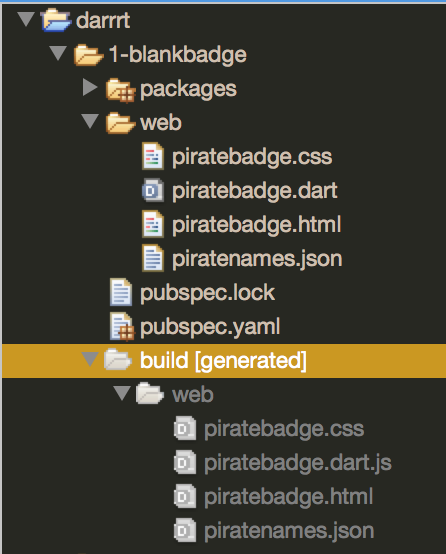 darrt
1-blankbadge
packages
web
piratebadge.css
piratebadge.dart
piratebadge.html
piratenames.json
pubspec.lock
pubspec.yaml
build [generated]
web
piratebadge.css
piratebadge.dart.js
piratebadge.html
piratenames.json